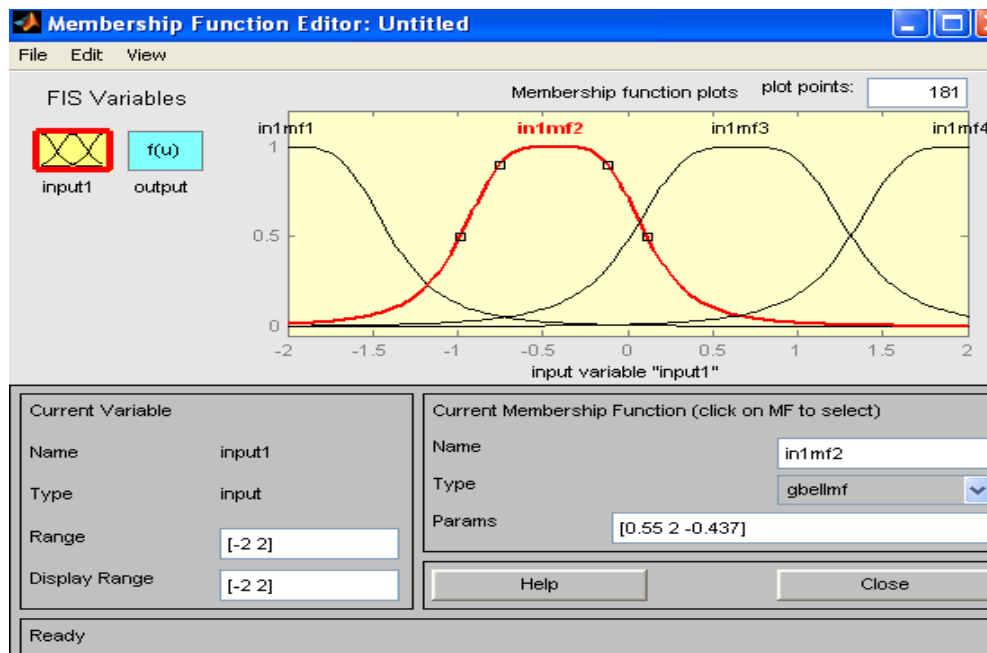 Membership Function Editor: Untitled
File Edit View
FIS Variables
f(u)
input1 output
Membership function plots plot points: 181
in1mf1 in1mf2 in1mf3 in1mf4
1
0.5
0
-2 -1.5 -1 -0.5 0 0.5 1 1.5 2
input variable "input1"
Current Variable
Name input1
Type input
Range [-2 2]
Display Range [-2 2]
Current Membership Function (click on MF to select)
Name in1mf2
Type gbellmf
Params [0.55 2 -0.437]
Help Close
Ready